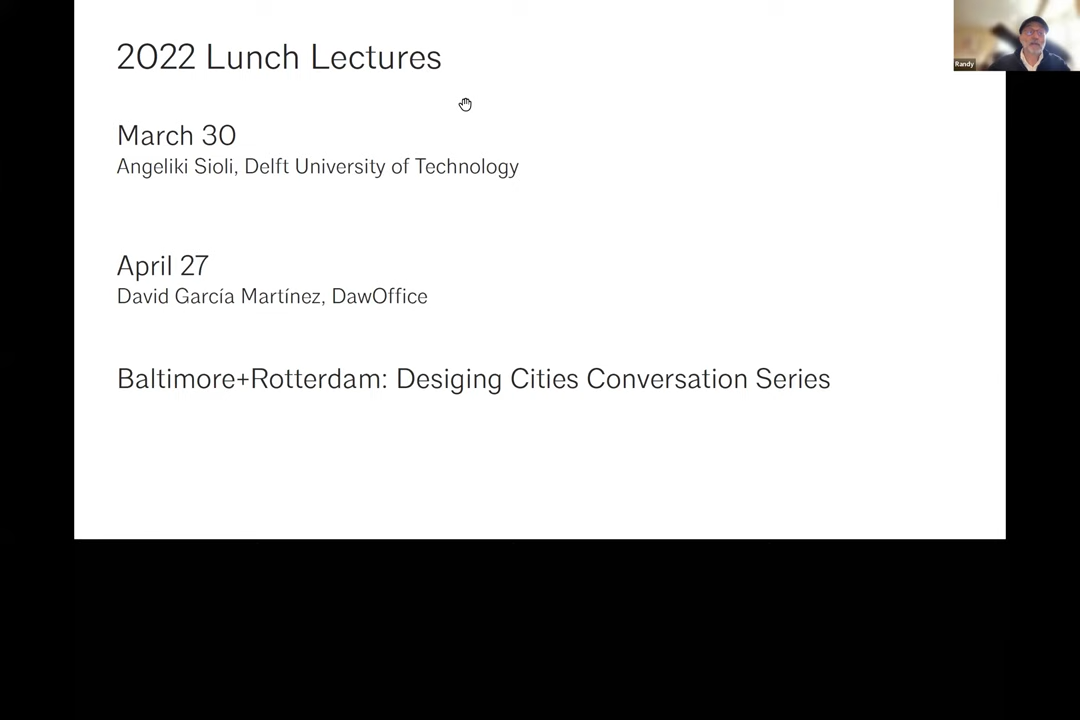 2022 Lunch Lectures
Randy
March 30
Angeliki Sioli, Delft University of Technology
April 27
David García Martínez, DawOffice
Baltimore+Rotterdam: Desiging Cities Conversation Series